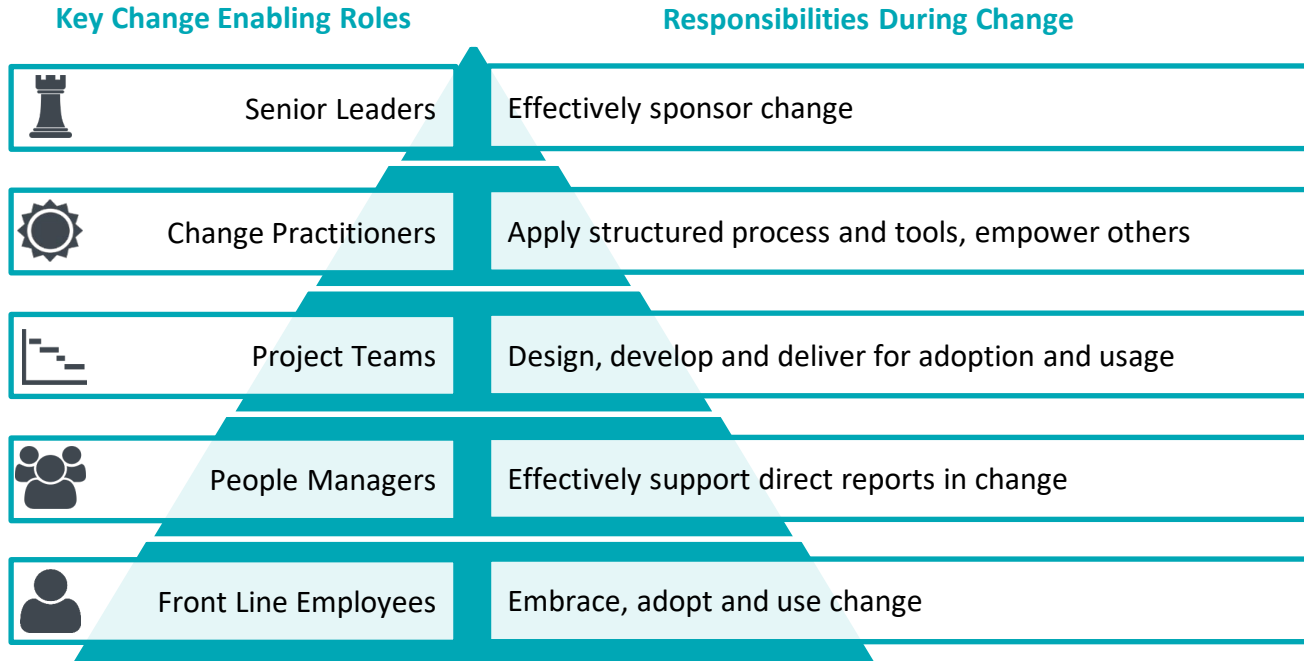 Key Change Enabling Roles
Responsibilities During Change
Senior Leaders
Effectively sponsor change
Change Practitioners
Apply structured process and tools, empower others
Project Teams
Design, develop and deliver for adoption and usage
People Managers
Effectively support direct reports in change
Front Line Employees
Embrace, adopt and use change